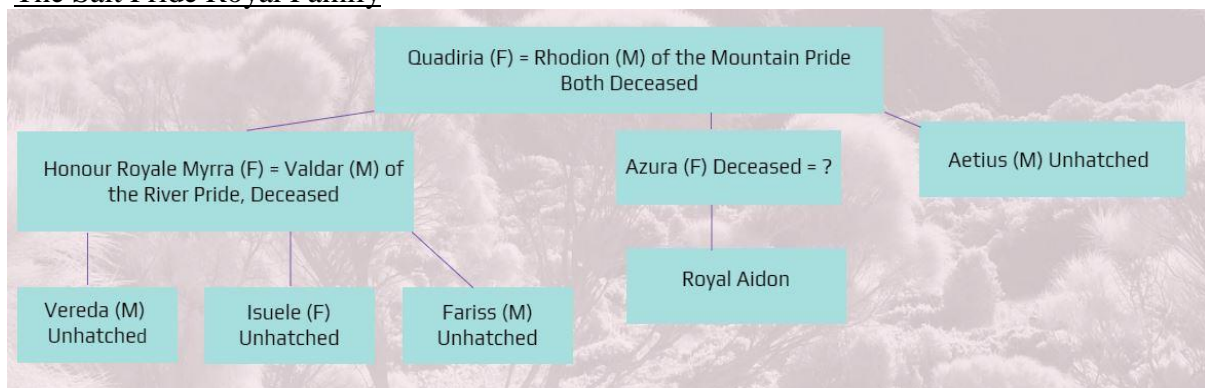 The Salt Pride Royal Family
Quadiria (F) = Rhodion (M) of the Mountain Pride
Both Deceased
Honour Royale Myrra (F) = Valdar (M) of
the River Pride, Deceased
Azura (F) Deceased = ?
Aetius (M) Unhatched
Royal Aidon
Vereda (M)
Unhatched
Isuele (F)
Unhatched
Fariss (M)
Unhatched